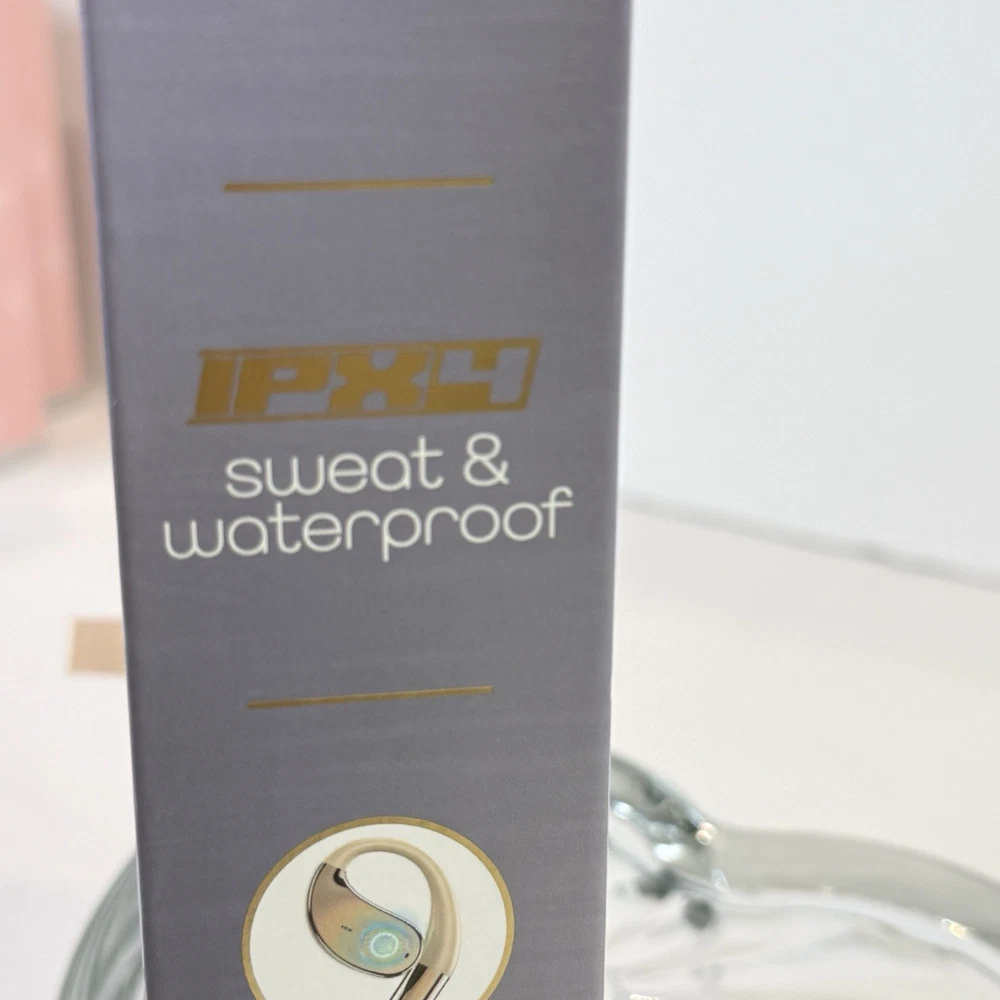 IPX4
sweat &
waterproof